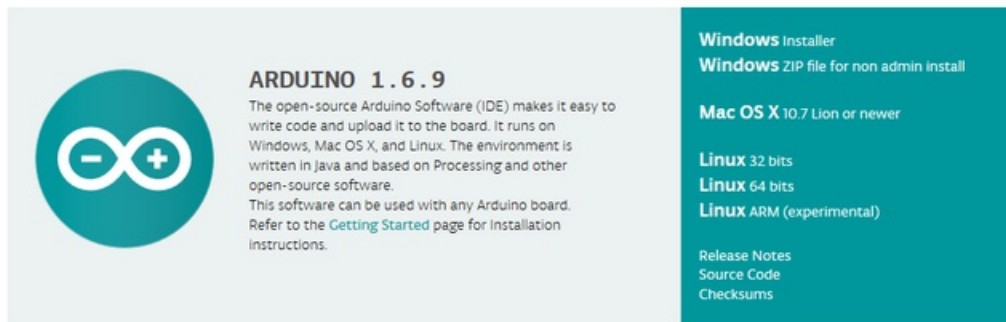 ARDUINO 1.6.9
The open-source Arduino Software (IDE) makes it easy to
write code and upload it to the board. It runs on
Windows, Mac OS X, and Linux. The environment is
written in Java and based on Processing and other
open-source software.
This software can be used with any Arduino board.
Refer to the Getting Started page for Installation
instructions.
Windows Installer
Windows ZIP file for non admin install
Mac OS X 10.7 Lion or newer
Linux 32 bits
Linux 64 bits
Linux ARM (experimental)
Release Notes
Source Code
Checksums